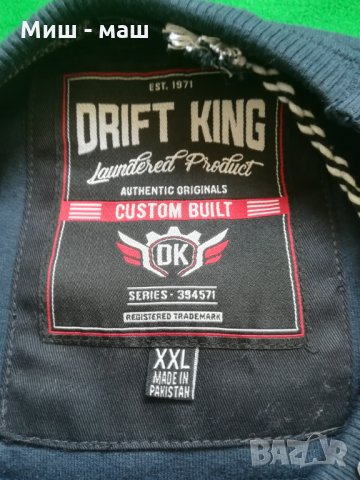 Миш - маш
EST. 1971
DRIFT KING
Laundered Product
AUTHENTIC ORIGINALS
CUSTOM BUILT
DK
SERIES - 394571
REGISTERED TRADEMARK
XXL
MADE IN
PAKISTAN
BAZAR